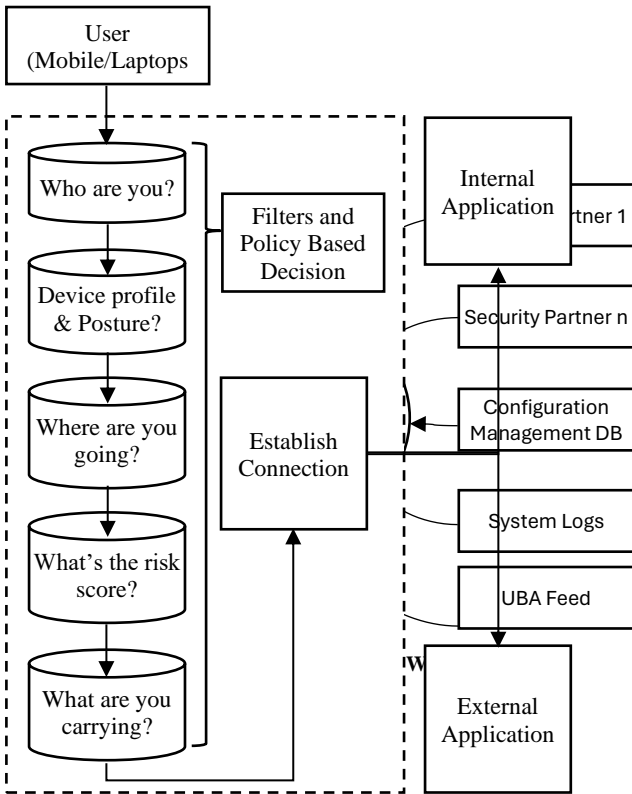 User
(Mobile/Laptops
Who are you?
Device profile
& Posture?
Where are you
going?
What's the risk
score?
What are you
carrying?
Filters and
Policy Based
Decision
Establish
Connection
Internal
Application
tner 1
Security Partner n
Configuration
Management DB
System Logs
UBA Feed
W
External
Application